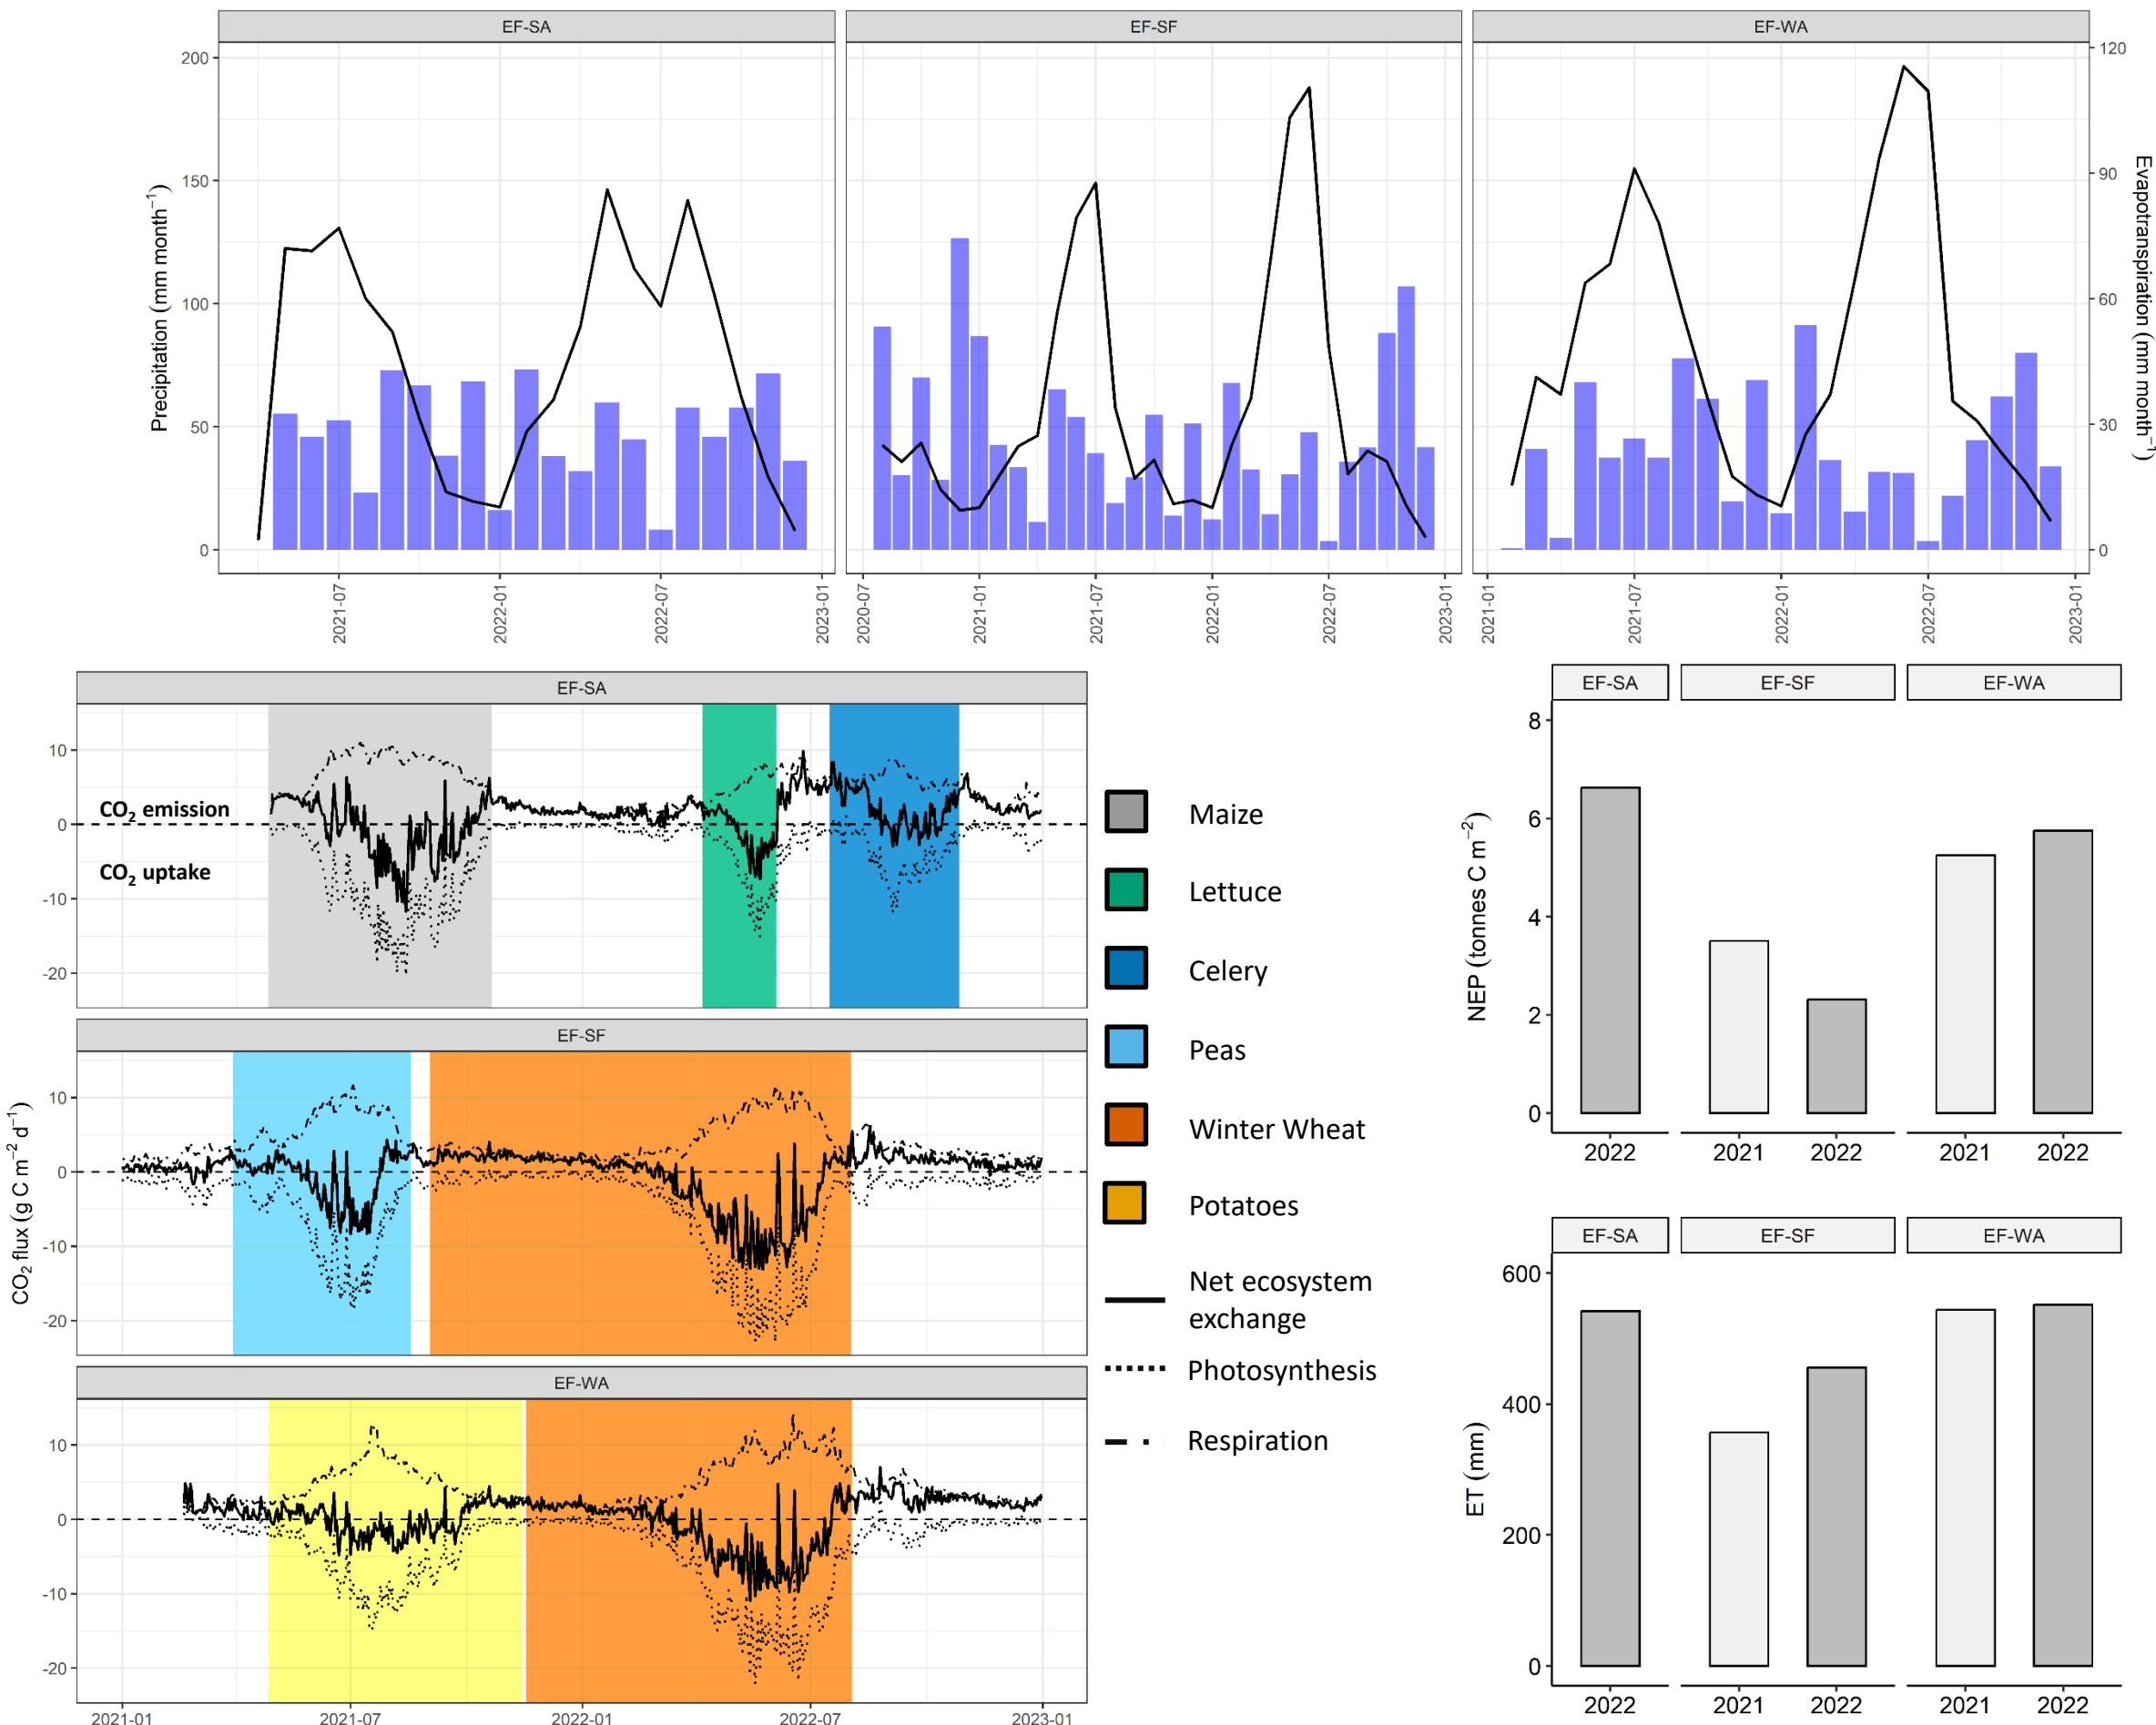 EF-SA
EF-SF
EF-WA
200
150
100
50
0
Precipitation (mm month⁻¹)
120
90
60
30
0
Evapotranspiration (mm month⁻¹)
2021-07
2022-01
2022-07
2023-01
2020-07
2021-01
2021-07
2022-01
2022-07
2023-01
2021-01
2021-07
2022-01
2022-07
2023-01
EF-SA
10
0
-10
-20
CO₂ emission
CO₂ uptake
EF-SF
10
0
-10
-20
CO₂ flux (g C m⁻² d⁻¹)
EF-WA
10
0
-10
-20
2021-01
2021-07
2022-01
2022-07
2023-01
Maize
Lettuce
Celery
Peas
Winter Wheat
Potatoes
Net ecosystem
exchange
Photosynthesis
Respiration
EF-SA
EF-SF
EF-WA
8
6
4
2
0
NEP (tonnes C m⁻²)
2022
2021
2022
2021
2022
EF-SA
EF-SF
EF-WA
600
400
200
0
ET (mm)
2022
2021
2022
2021
2022